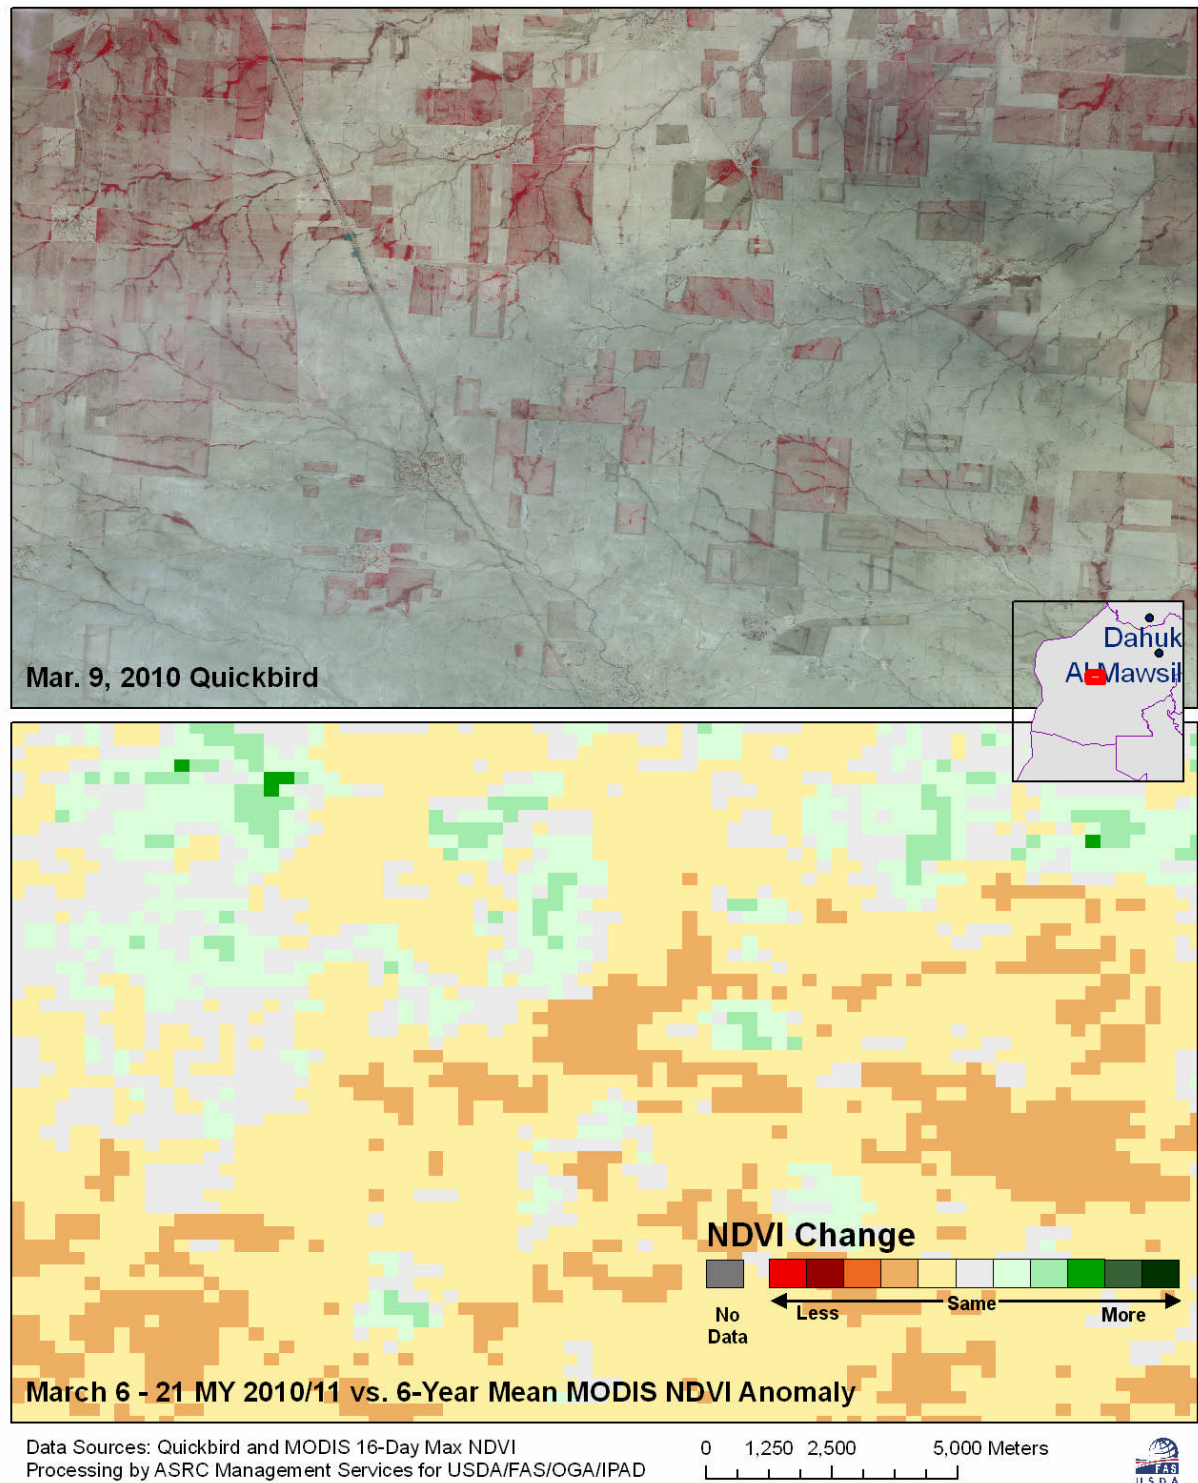 Dahuk
Al Mawsil
Mar. 9, 2010 Quickbird
NDVI Change
No
Data
Less
Same
More
March 6 - 21 MY 2010/11 vs. 6-Year Mean MODIS NDVI Anomaly
Data Sources: Quickbird and MODIS 16-Day Max NDVI
Processing by ASRC Management Services for USDA/FAS/OGA/IPAD
0 1,250 2,500 5,000 Meters
FAS
USDA